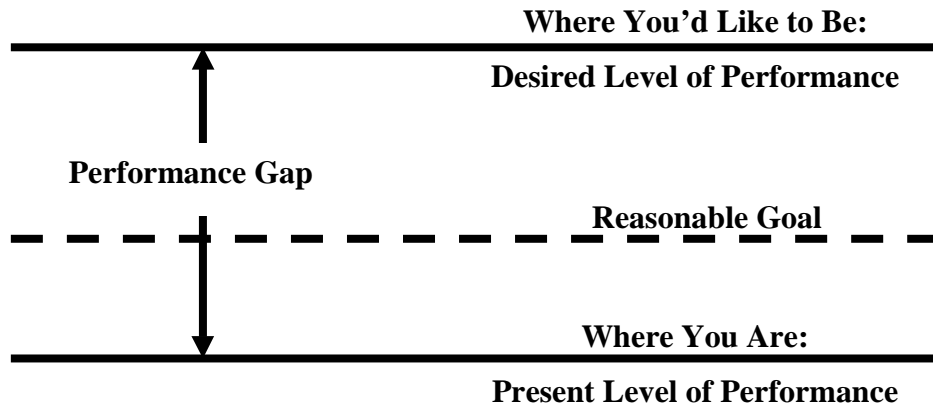 Where You’d Like to Be:
Desired Level of Performance
Performance Gap
Reasonable Goal
Where You Are:
Present Level of Performance